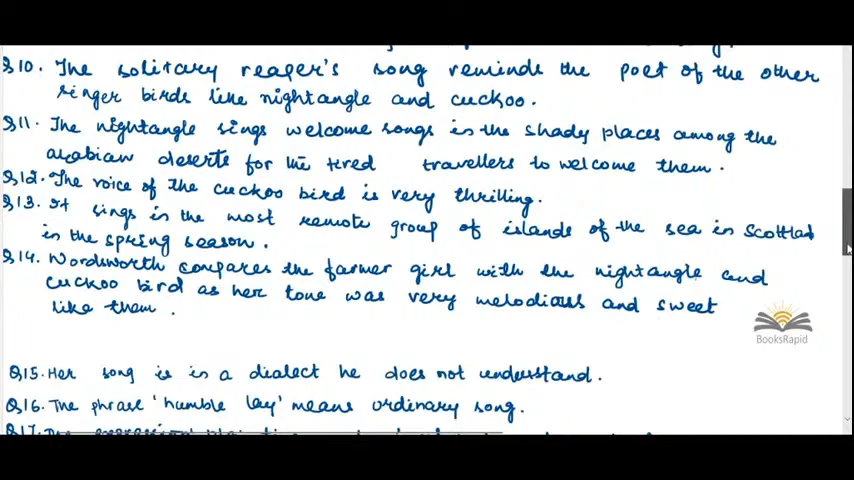 Q10. The solitary reaper's song reminds the poet of the other
singer birds like nightangle and cuckoo.
Q11. The nightangle sings welcome songs in the shady places among the
arabian deserts for the tired travellers to welcome them.
Q12. The voice of the cuckoo bird is very thrilling.
Q13. It sings in the most remote group of islands of the sea in Scottlad
in the spring season.
Q14. Wordsworth compares the farmer girl with the nightangle and
cuckoo bird as her tone was very melodious and sweet
like them.
BooksRapid
Q15. Her song is in a dialect he does not understand.
Q16. The phrase 'humble lay' means ordinary song.
Q17. The expression